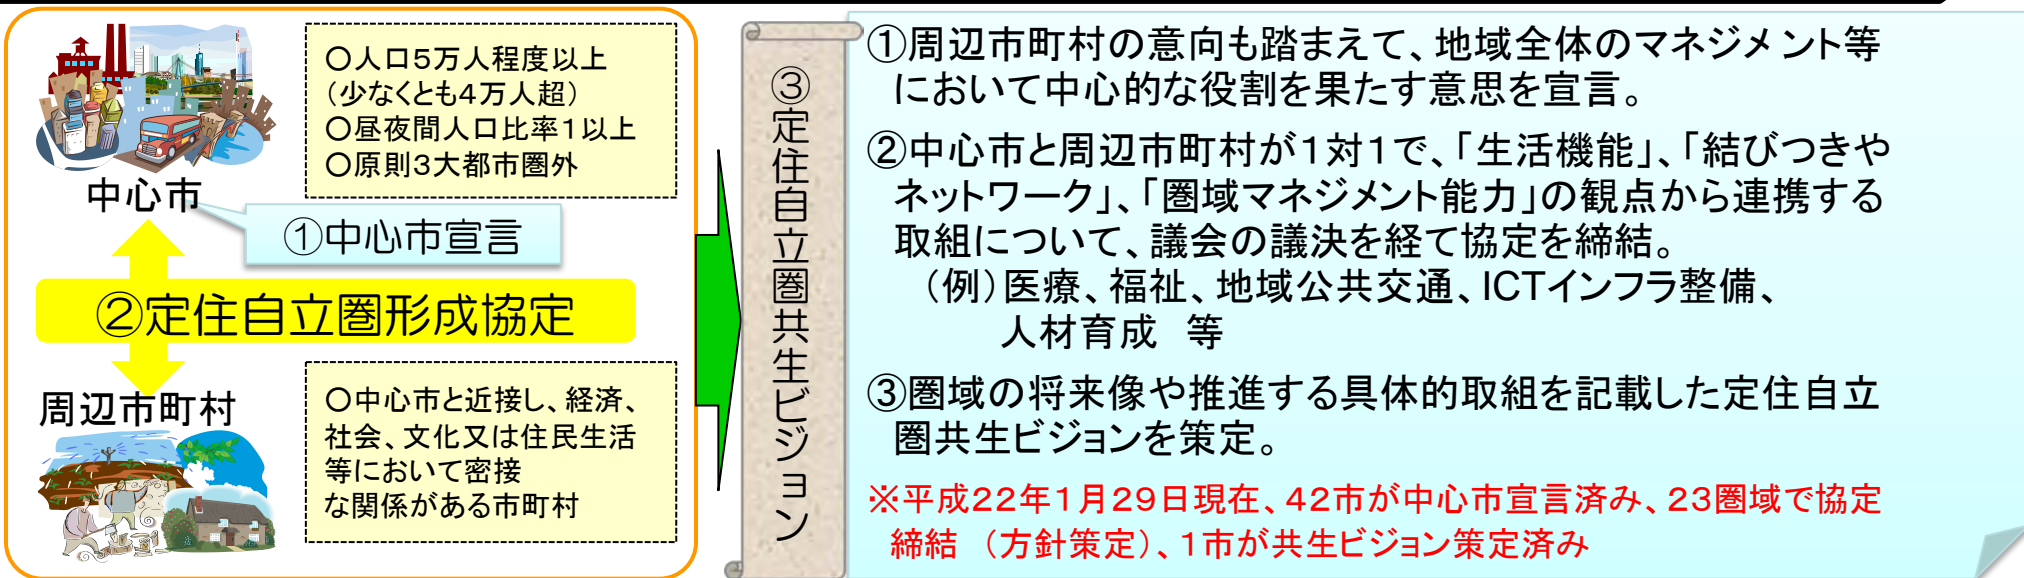 ○人口5万人程度以上
（少なくとも4万人超）
○昼夜間人口比率1以上
○原則3大都市圏外
中心市
①中心市宣言
②定住自立圏形成協定
周辺市町村
○中心市と近接し、経済、
社会、文化又は住民生活
等において密接
な関係がある市町村
③定住自立圏共生ビジョン
①周辺市町村の意向も踏まえて、地域全体のマネジメント等
において中心的な役割を果たす意思を宣言。
②中心市と周辺市町村が1対1で、「生活機能」、「結びつきや
ネットワーク」、「圏域マネジメント能力」の観点から連携する
取組について、議会の議決を経て協定を締結。
（例）医療、福祉、地域公共交通、ICTインフラ整備、
人材育成　等
③圏域の将来像や推進する具体的取組を記載した定住自立
圏共生ビジョンを策定。
※平成22年1月29日現在、42市が中心市宣言済み、23圏域で協定
締結　（方針策定）、1市が共生ビジョン策定済み